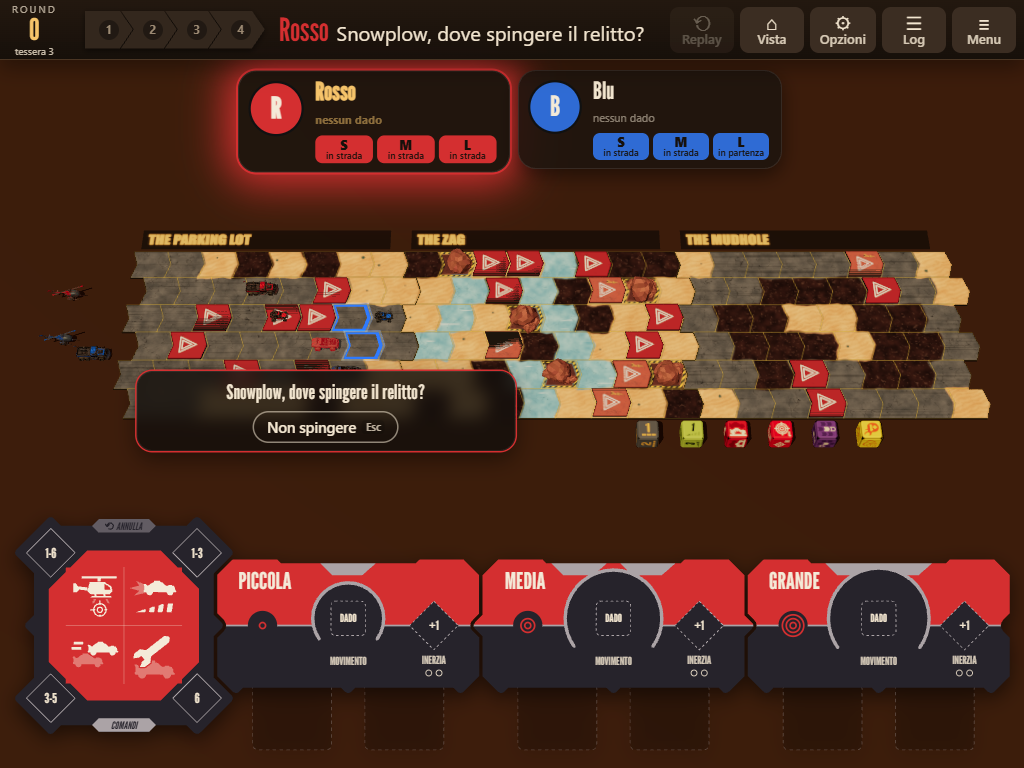 ROUND
0
tessera 3
1 2 3 4
Rosso Snowplow, dove spingere il relitto?
Replay
Vista
Opzioni
Log
Menu
R
Rosso
nessun dado
S
in strada
M
in strada
L
in strada
B
Blu
nessun dado
S
in strada
M
in strada
L
in partenza
THE PARKING LOT
THE ZAG
THE MUDHOLE
Snowplow, dove spingere il relitto?
Non spingere Esc
ANNULLA
1-6
1-3
3-5
6
COMANDI
PICCOLA
DADO
+1
MOVIMENTO
INERZIA
MEDIA
DADO
+1
MOVIMENTO
INERZIA
GRANDE
DADO
+1
MOVIMENTO
INERZIA